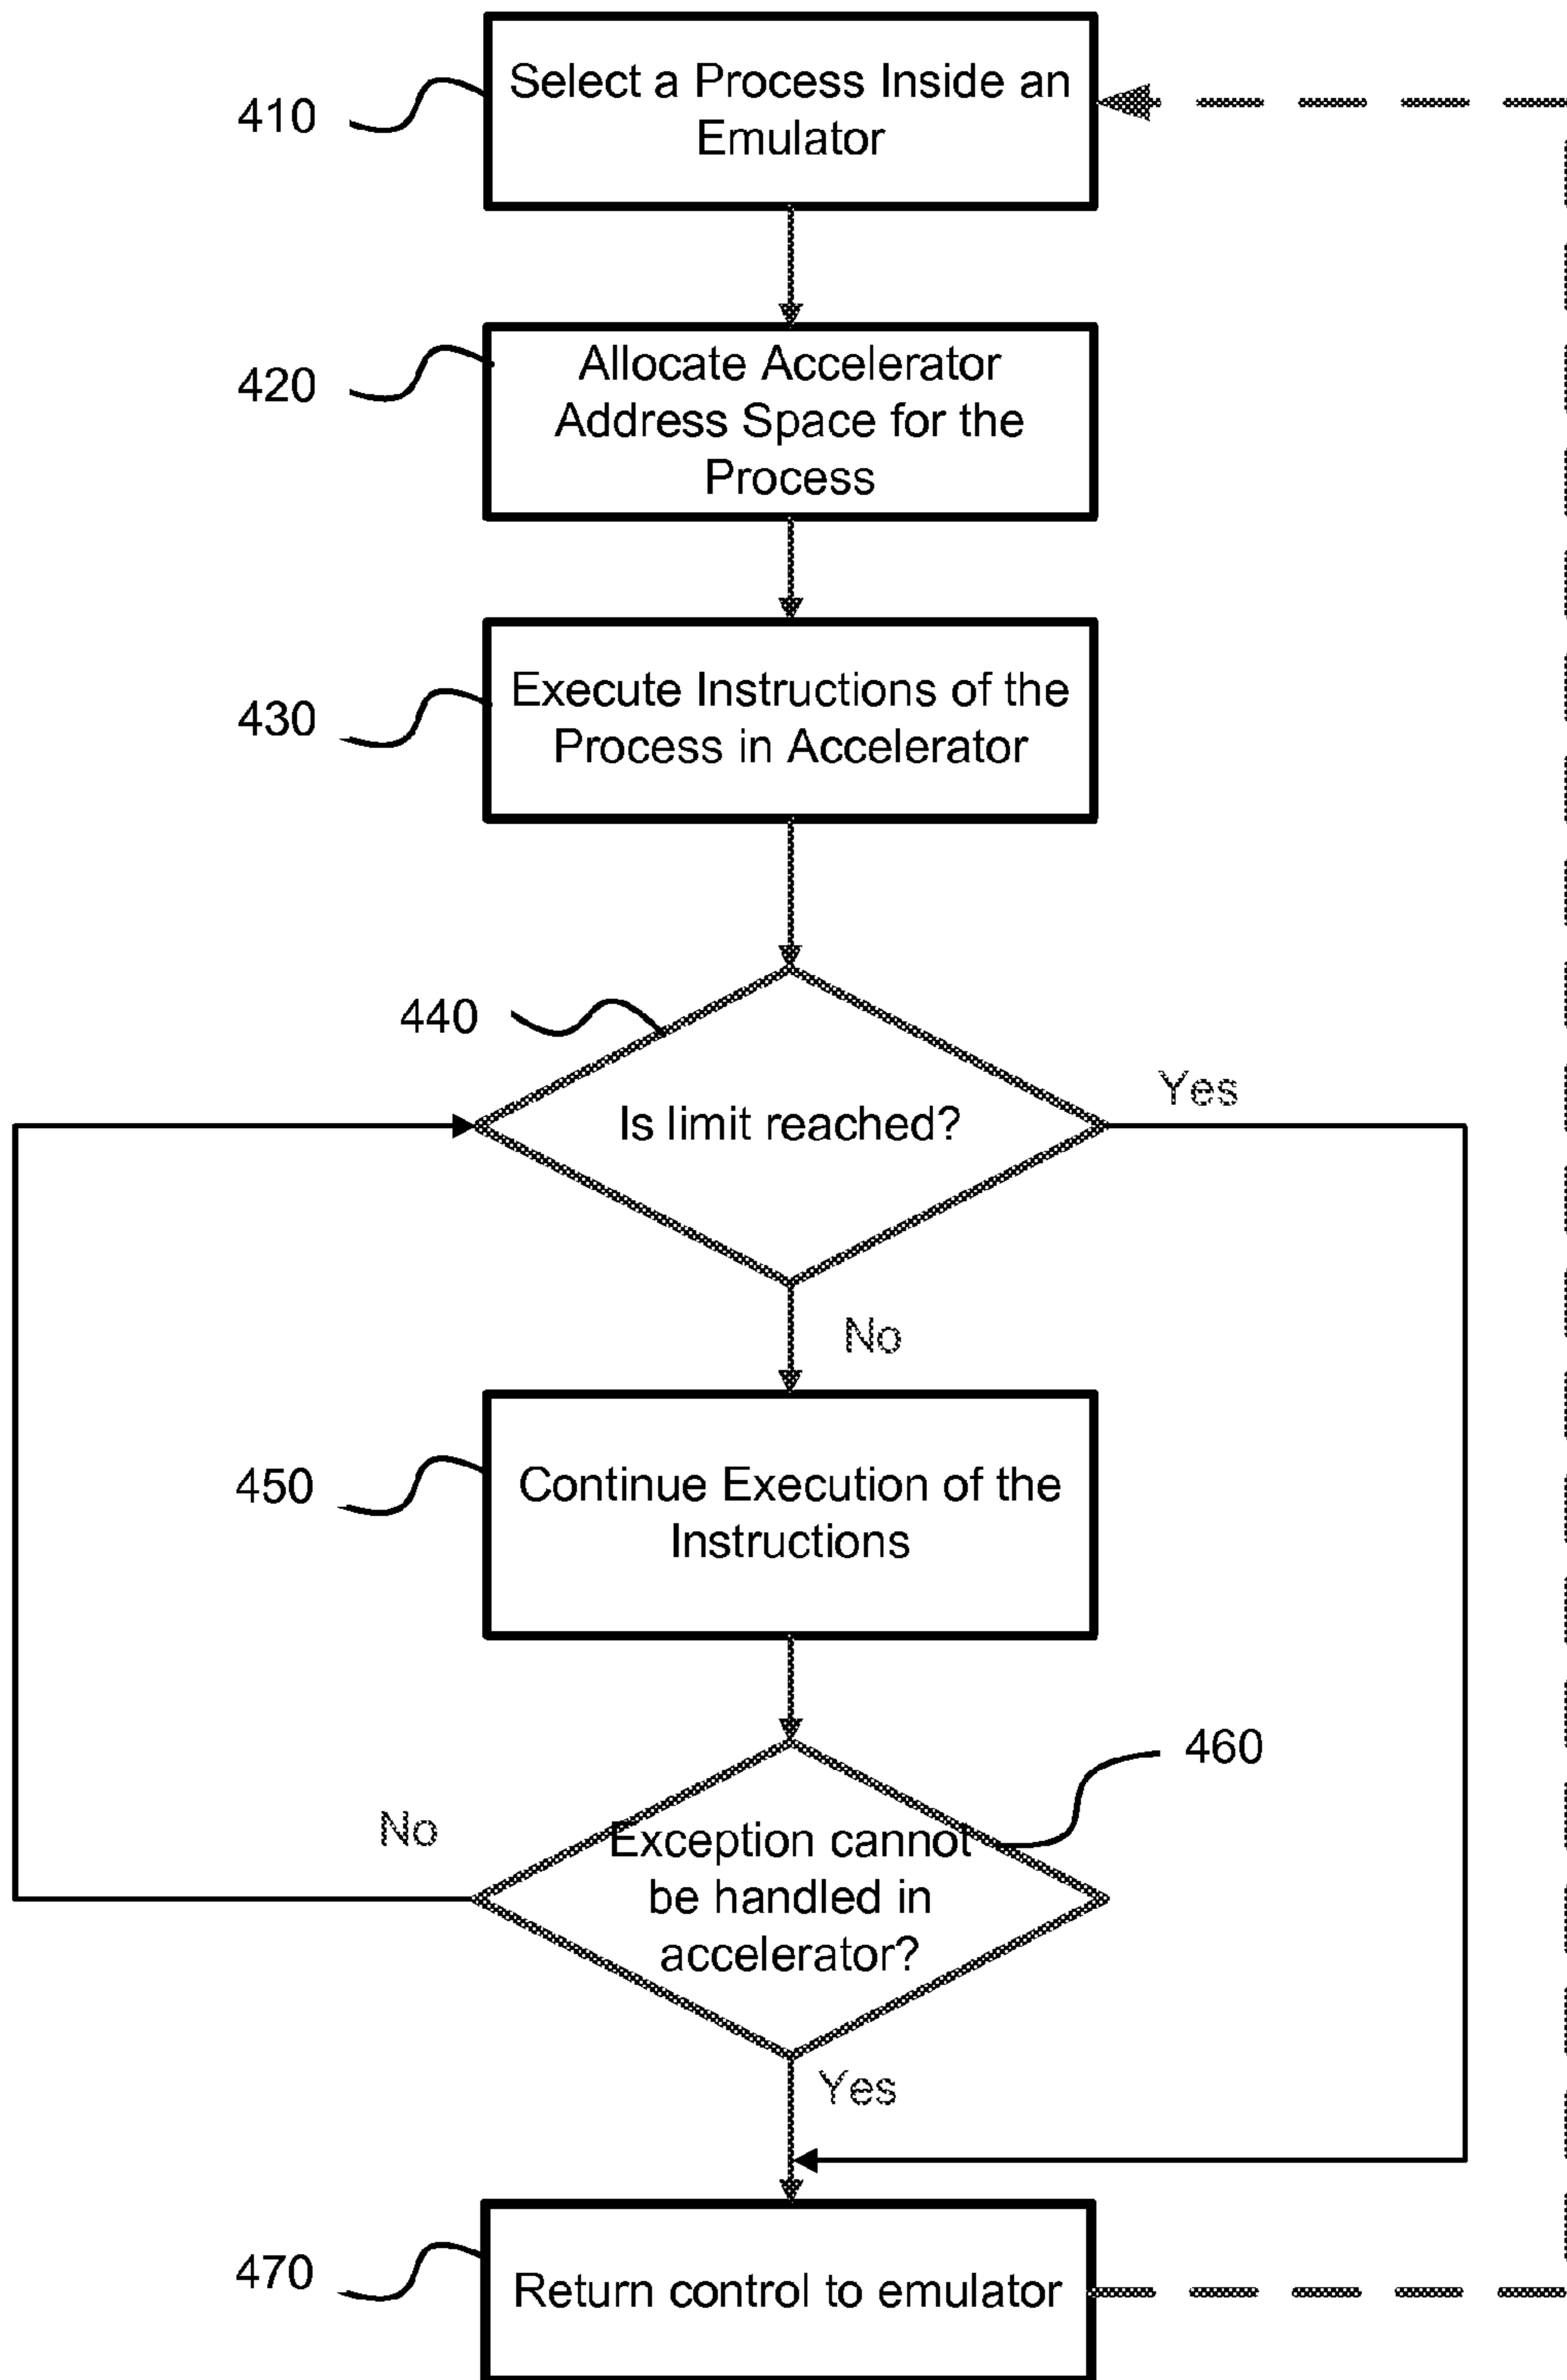 410
Select a Process Inside an
Emulator
420
Allocate Accelerator
Address Space for the
Process
430
Execute Instructions of the
Process in Accelerator
440
Is limit reached?
Yes
No
450
Continue Execution of the
Instructions
460
No
Exception cannot
be handled in
accelerator?
Yes
470
Return control to emulator